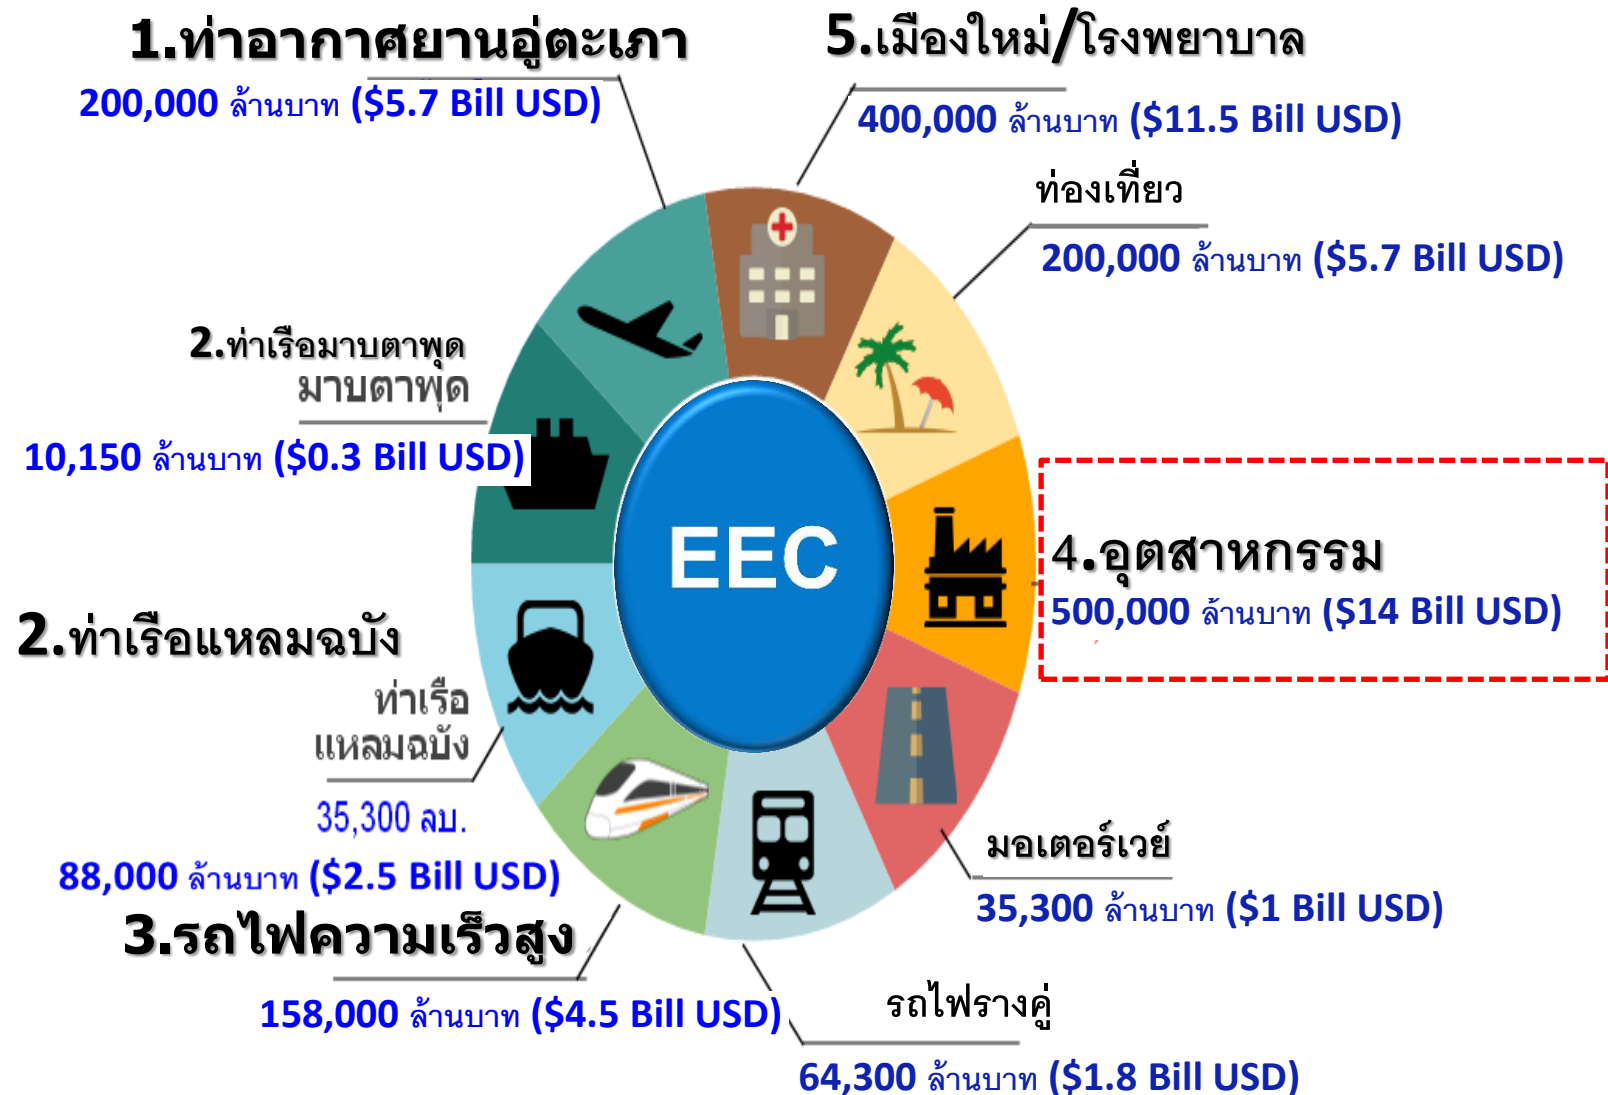 1.ท่าอากาศยานอู่ตะเภา
200,000 ล้านบาท ($5.7 Bill USD)
5.เมืองใหม่/โรงพยาบาล
400,000 ล้านบาท ($11.5 Bill USD)
ท่องเที่ยว
200,000 ล้านบาท ($5.7 Bill USD)
2.ท่าเรือมาบตาพุด
มาบตาพุด
10,150 ล้านบาท ($0.3 Bill USD)
EEC
4.อุตสาหกรรม
500,000 ล้านบาท ($14 Bill USD)
2.ท่าเรือแหลมฉบัง
ท่าเรือ
แหลมฉบัง
35,300 ลบ.
88,000 ล้านบาท ($2.5 Bill USD)
มอเตอร์เวย์
35,300 ล้านบาท ($1 Bill USD)
3.รถไฟความเร็วสูง
158,000 ล้านบาท ($4.5 Bill USD)
รถไฟรางคู่
64,300 ล้านบาท ($1.8 Bill USD)